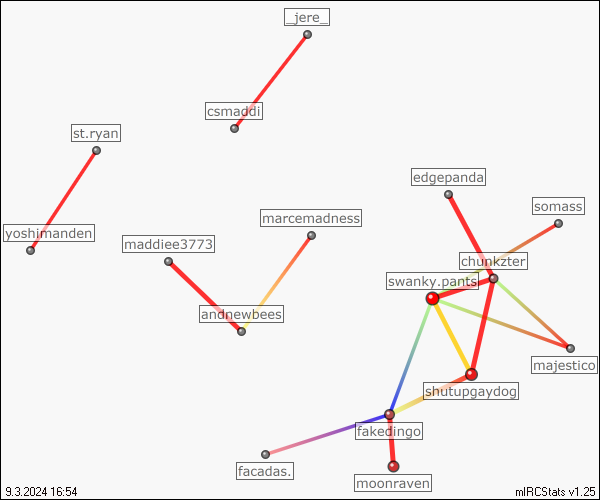 _jere_
csmaddi
st.ryan
edgepanda
somass
marcemadness
yoshimanden
maddiee3773
chunkzter
swanky.pants
andnewbees
majestico
shutupgaydog
fakedingo
facadas.
moonraven
9.3.2024 16:54
mIRCStats v1.25